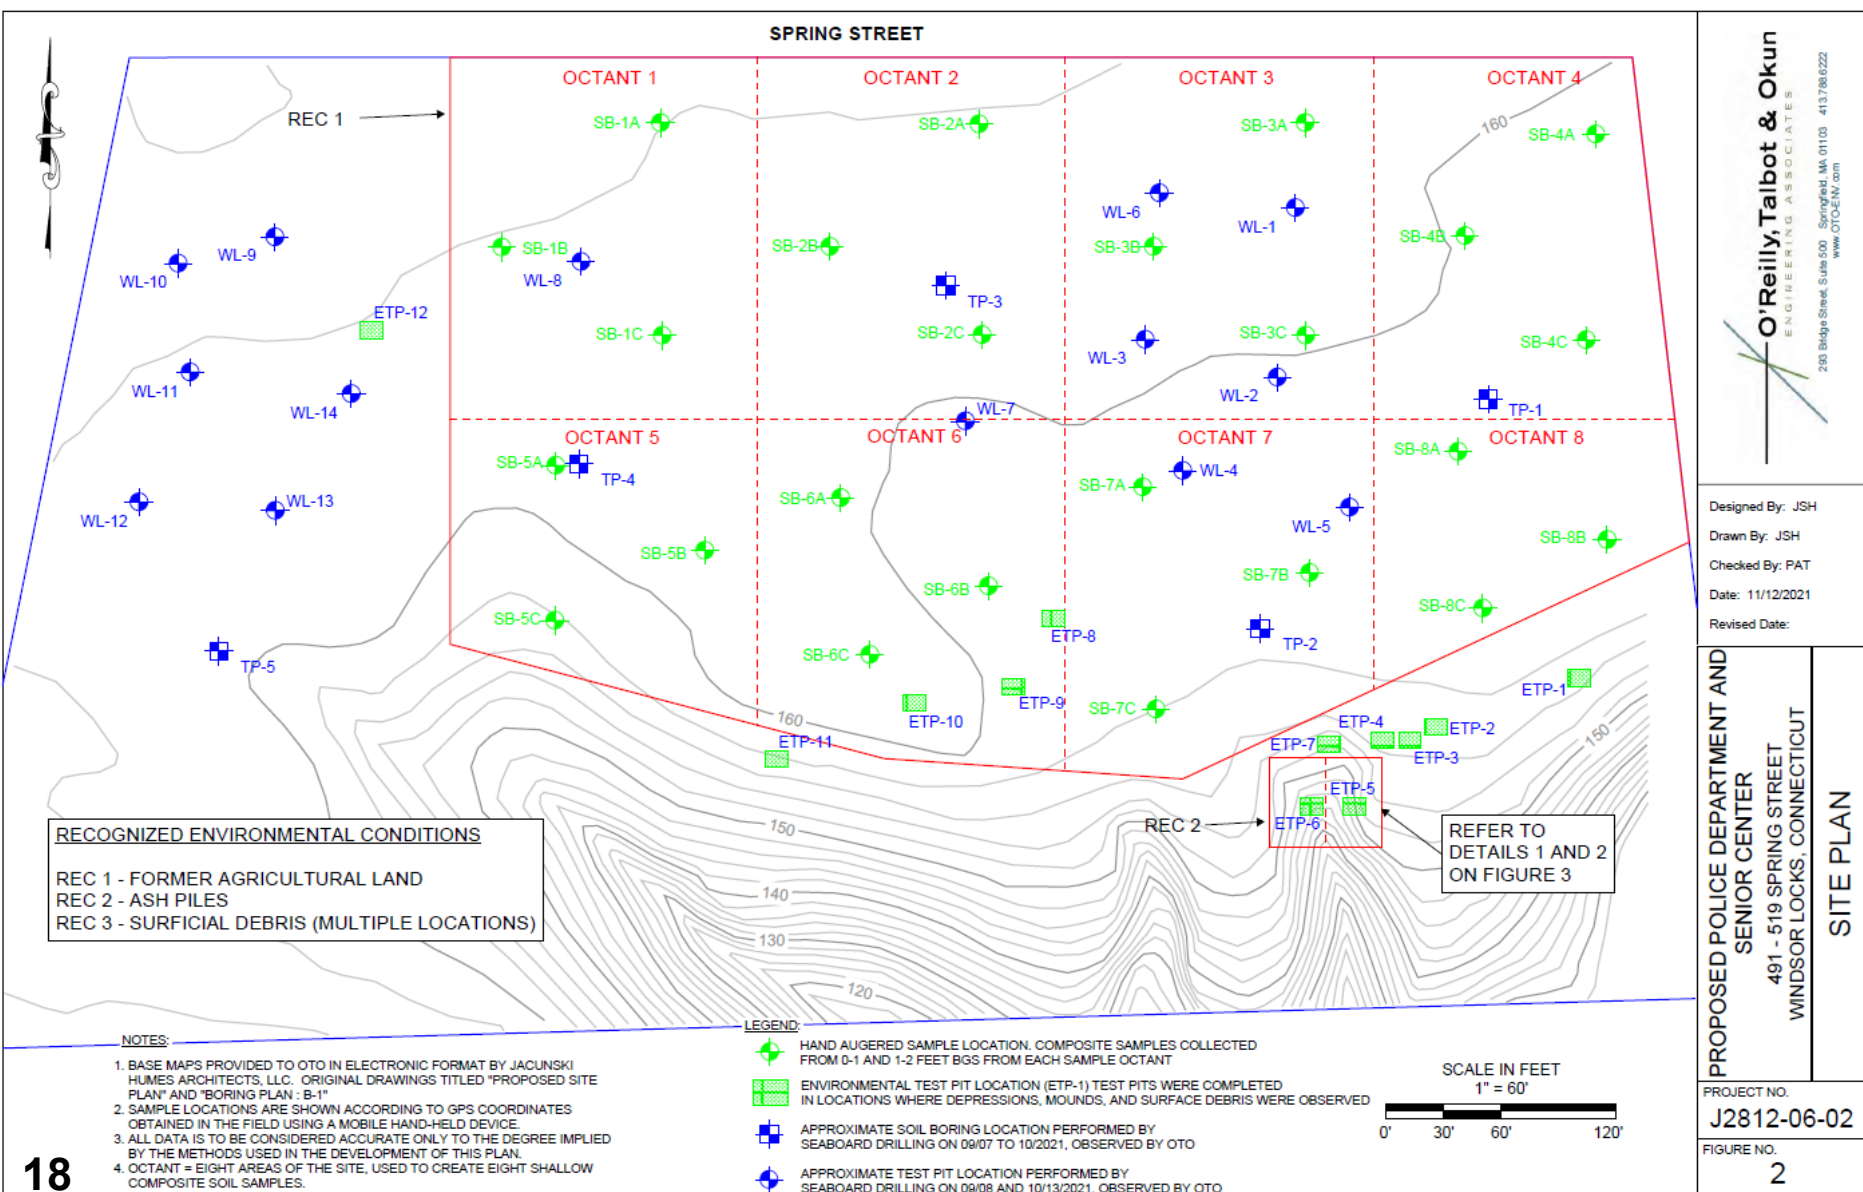 SPRING STREET
OCTANT 1
OCTANT 2
OCTANT 3
OCTANT 4
REC 1
SB-1A
SB-2A
SB-3A
160
SB-4A
WL-6
WL-1
WL-9
WL-10
SB-1B
WL-8
SB-2B
SB-3B
SB-4B
TP-3
ETP-12
SB-1C
SB-2C
WL-3
SB-3C
SB-4C
WL-11
WL-14
WL-2
WL-7
TP-1
OCTANT 5
OCTANT 6
OCTANT 7
OCTANT 8
SB-5A
TP-4
WL-4
SB-8A
SB-6A
SB-7A
WL-12
WL-13
WL-5
SB-5B
SB-8B
SB-6B
SB-7B
SB-5C
ETP-8
SB-8C
TP-2
SB-6C
TP-5
ETP-1
ETP-9
SB-7C
160
ETP-10
ETP-4
ETP-2
150
ETP-11
ETP-7
ETP-3
ETP-5
150
REC 2
ETP-6
140
130
120
REFER TO
DETAILS 1 AND 2
ON FIGURE 3
RECOGNIZED ENVIRONMENTAL CONDITIONS
REC 1 - FORMER AGRICULTURAL LAND
REC 2 - ASH PILES
REC 3 - SURFICIAL DEBRIS (MULTIPLE LOCATIONS)
NOTES:
1. BASE MAPS PROVIDED TO OTO IN ELECTRONIC FORMAT BY JACUNSKI
HUMES ARCHITECTS, LLC. ORIGINAL DRAWINGS TITLED "PROPOSED SITE
PLAN" AND "BORING PLAN : B-1"
2. SAMPLE LOCATIONS ARE SHOWN ACCORDING TO GPS COORDINATES
OBTAINED IN THE FIELD USING A MOBILE HAND-HELD DEVICE.
3. ALL DATA IS TO BE CONSIDERED ACCURATE ONLY TO THE DEGREE IMPLIED
BY THE METHODS USED IN THE DEVELOPMENT OF THIS PLAN.
4. OCTANT = EIGHT AREAS OF THE SITE, USED TO CREATE EIGHT SHALLOW
COMPOSITE SOIL SAMPLES.
18
LEGEND:
HAND AUGERED SAMPLE LOCATION. COMPOSITE SAMPLES COLLECTED
FROM 0-1 AND 1-2 FEET BGS FROM EACH SAMPLE OCTANT
ENVIRONMENTAL TEST PIT LOCATION (ETP-1) TEST PITS WERE COMPLETED
IN LOCATIONS WHERE DEPRESSIONS, MOUNDS, AND SURFACE DEBRIS WERE OBSERVED
APPROXIMATE SOIL BORING LOCATION PERFORMED BY
SEABOARD DRILLING ON 09/07 TO 10/2021, OBSERVED BY OTO
APPROXIMATE TEST PIT LOCATION PERFORMED BY
SEABOARD DRILLING ON 09/08 AND 10/13/2021, OBSERVED BY OTO
SCALE IN FEET
1" = 60'
0' 30' 60' 120'
O'Reilly, Talbot & Okun
ENGINEERING ASSOCIATES
293 Bridge Street, Suite 500 Springfield, MA 01103 413.788.6222
www.OTO-ENV.com
Designed By: JSH
Drawn By: JSH
Checked By: PAT
Date: 11/12/2021
Revised Date:
PROPOSED POLICE DEPARTMENT AND
SENIOR CENTER
491 - 519 SPRING STREET
WINDSOR LOCKS, CONNECTICUT
SITE PLAN
PROJECT NO.
J2812-06-02
FIGURE NO.
2